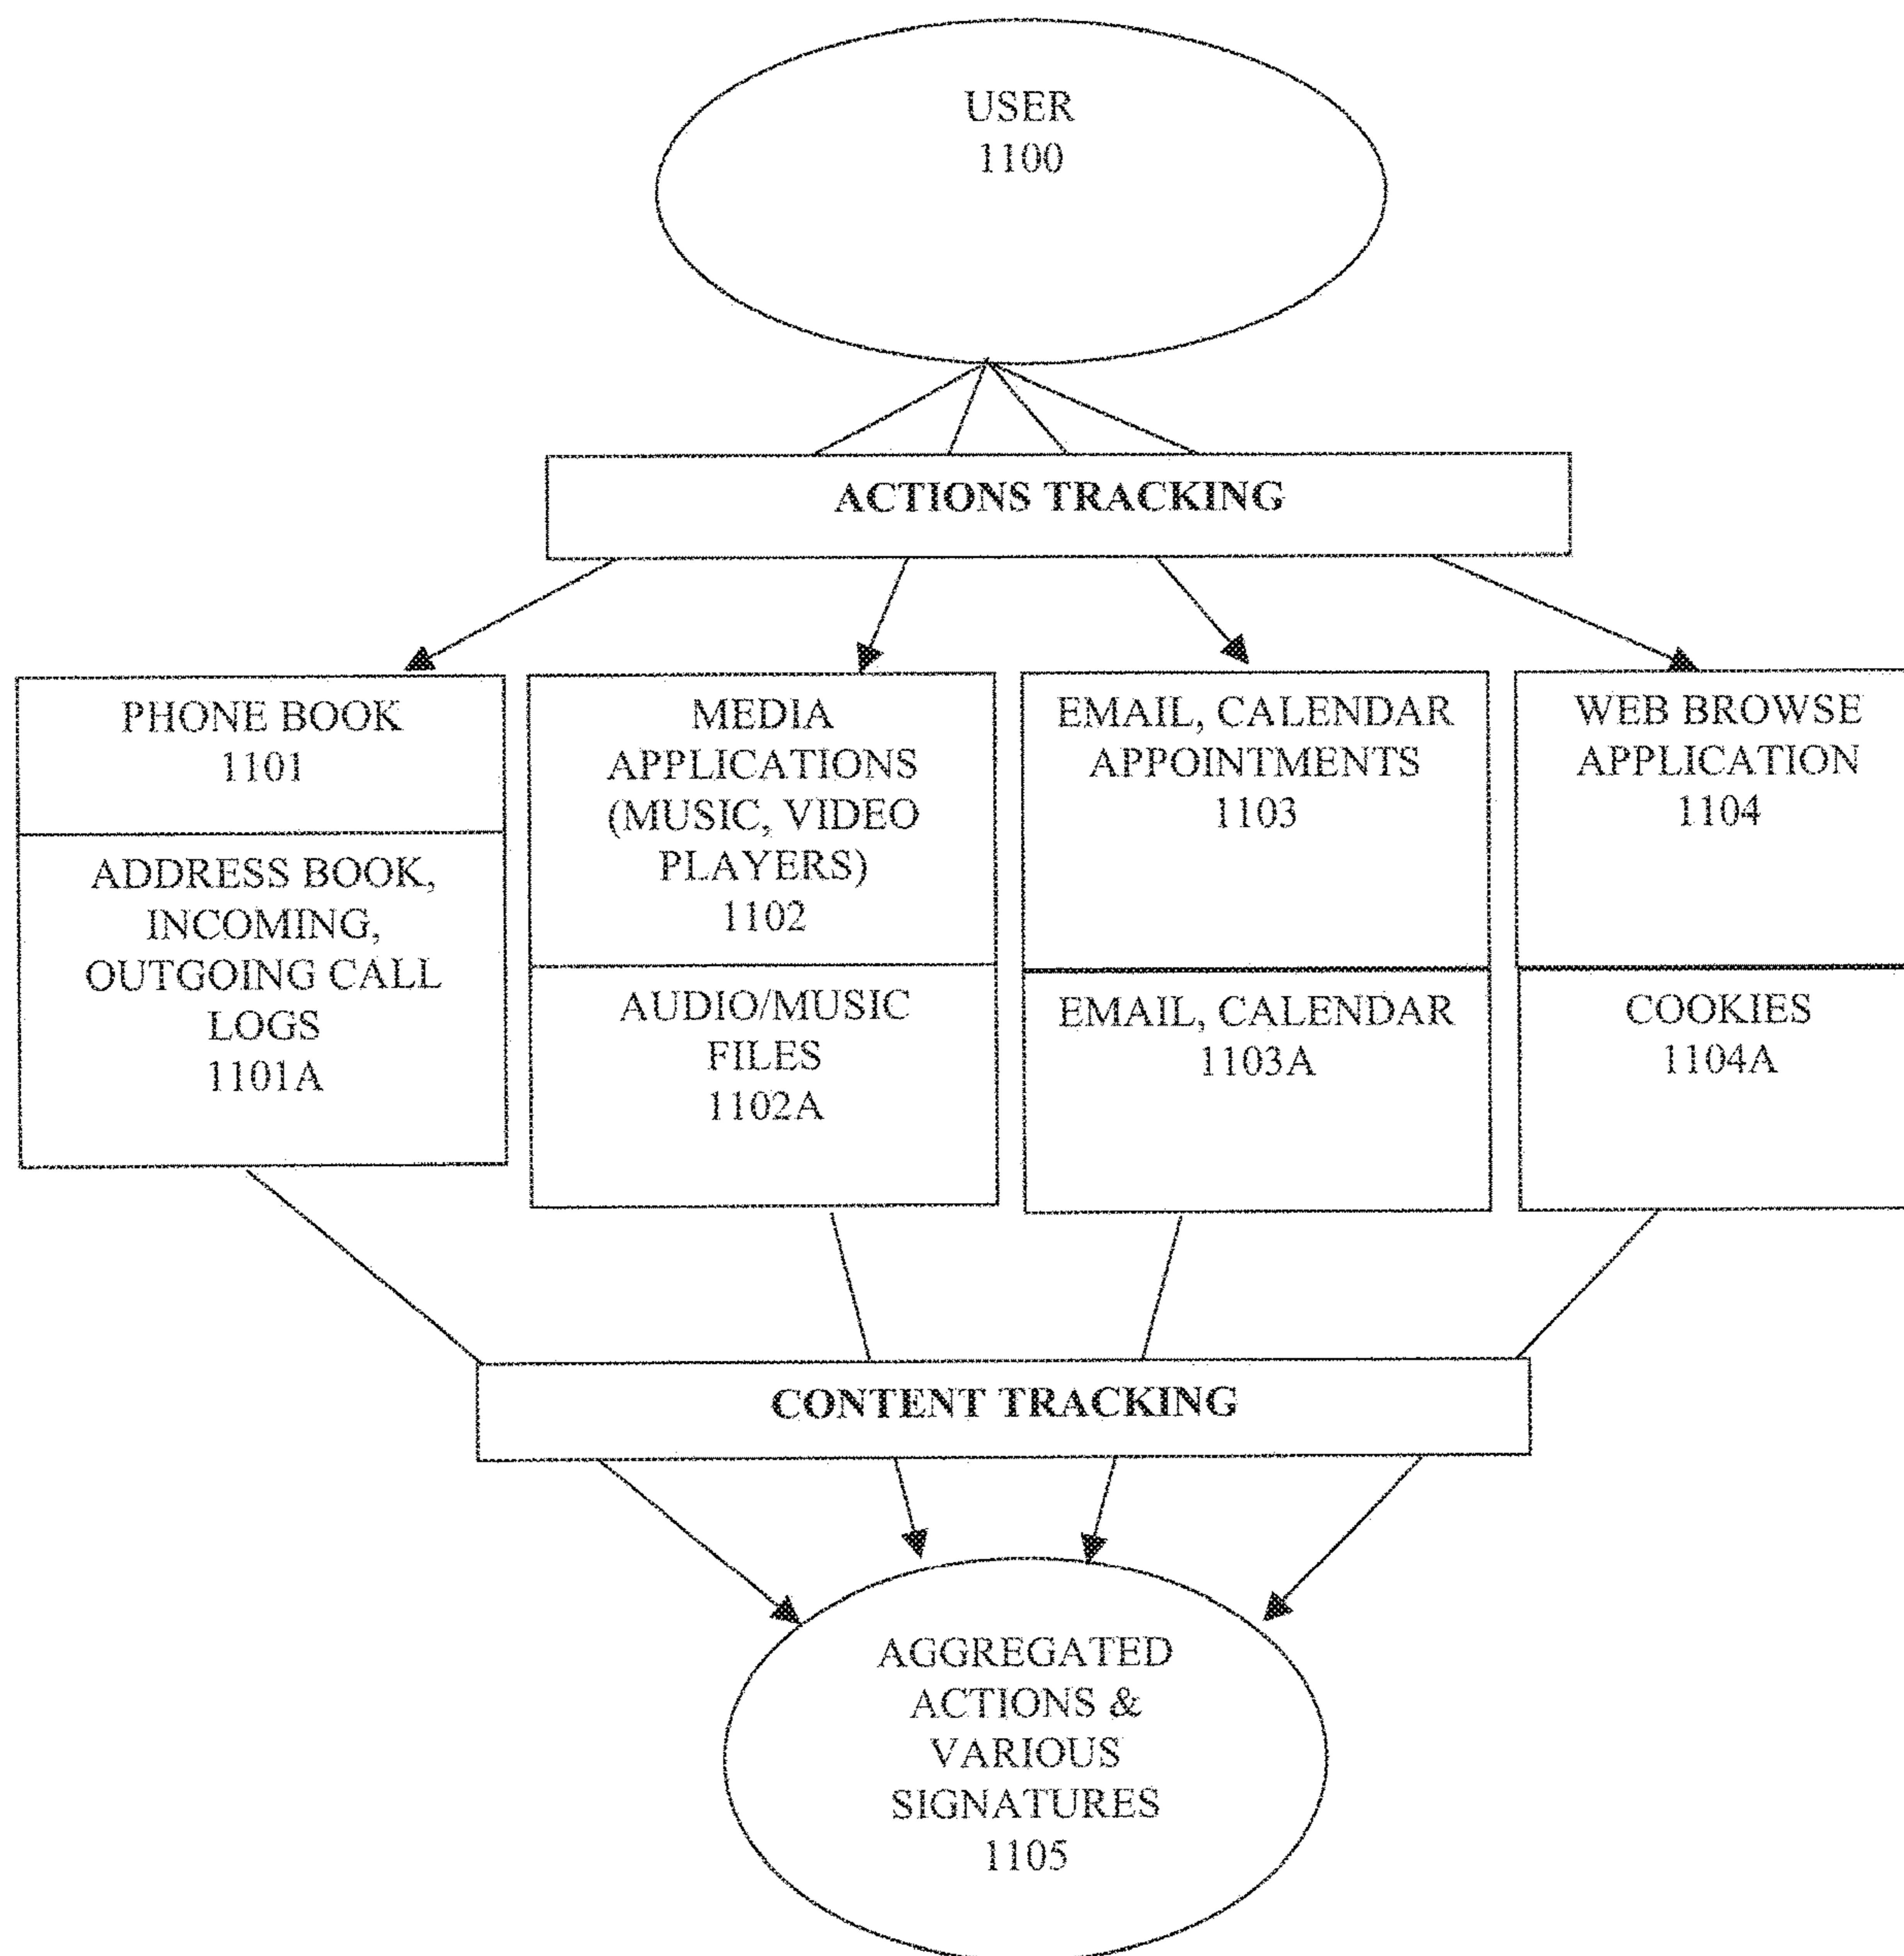 USER
1100
ACTIONS TRACKING
PHONE BOOK
1101
ADDRESS BOOK,
INCOMING,
OUTGOING CALL
LOGS
1101A
MEDIA
APPLICATIONS
(MUSIC, VIDEO
PLAYERS)
1102
AUDIO/MUSIC
FILES
1102A
EMAIL, CALENDAR
APPOINTMENTS
1103
EMAIL, CALENDAR
1103A
WEB BROWSE
APPLICATION
1104
COOKIES
1104A
CONTENT TRACKING
AGGREGATED
ACTIONS &
VARIOUS
SIGNATURES
1105